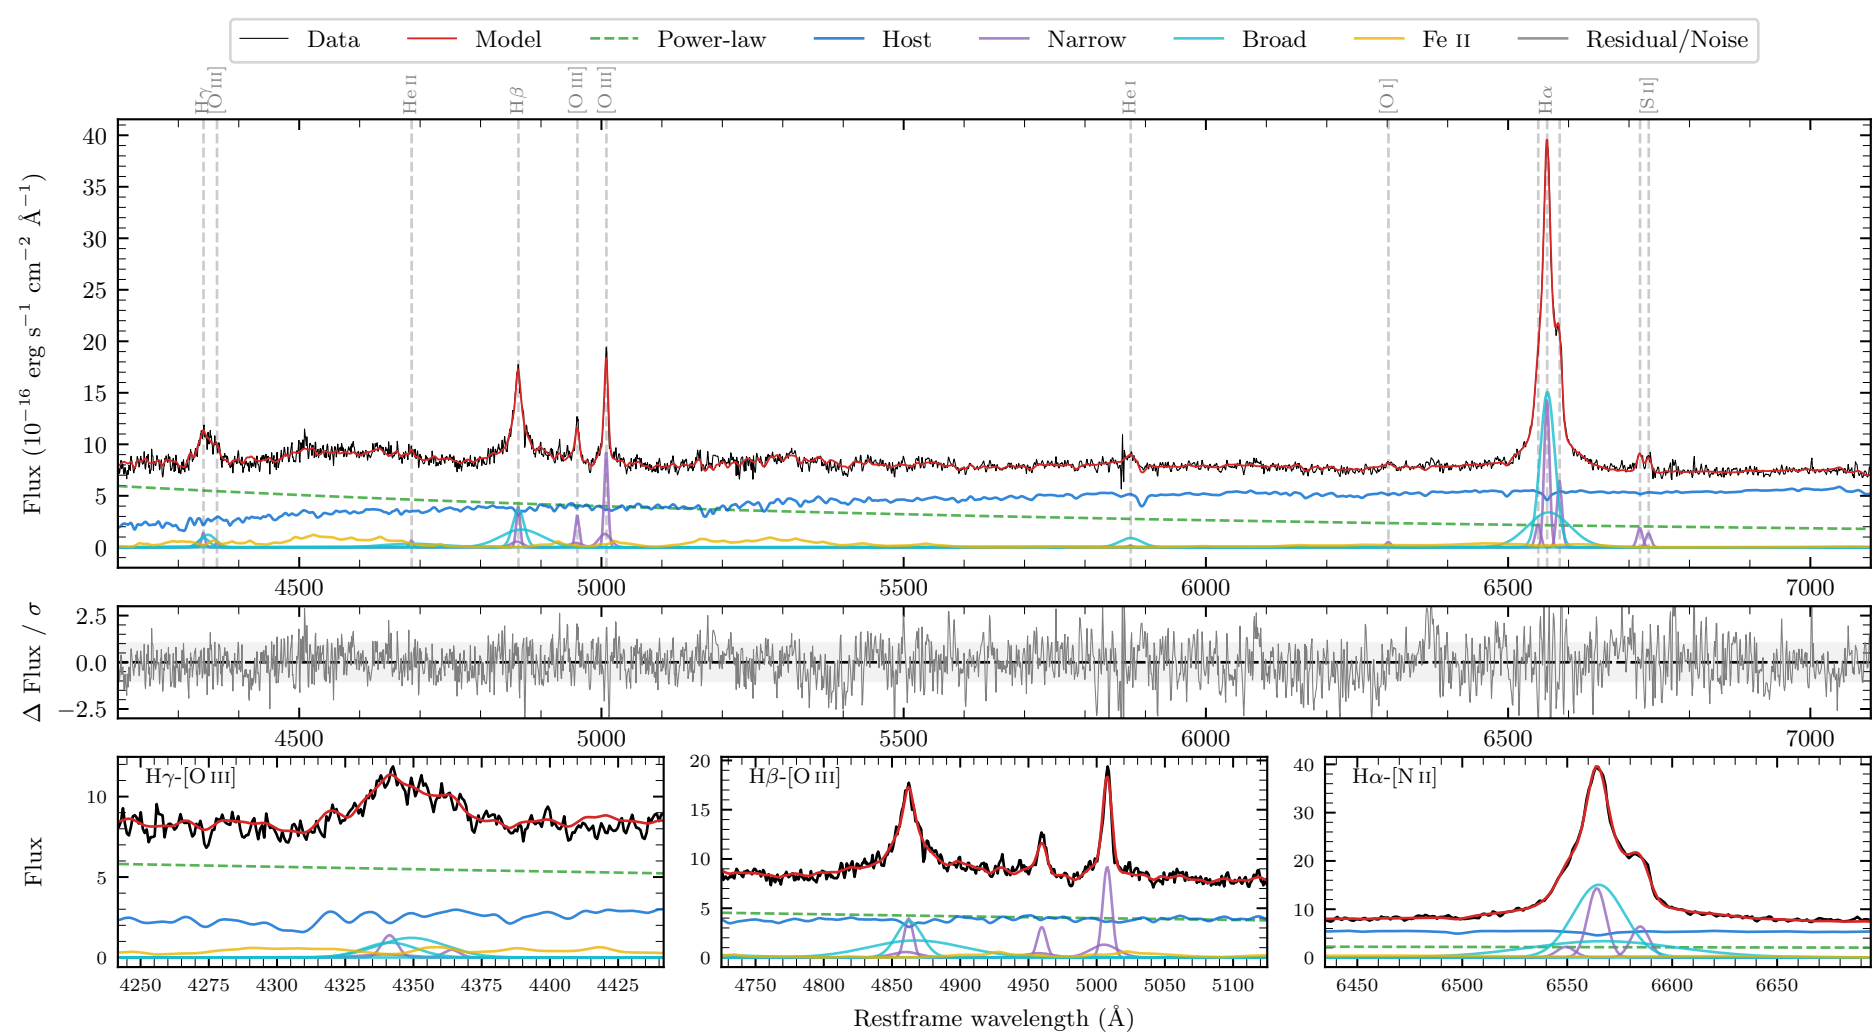 Data Model Power-law Host Narrow Broad Fe II Residual/Noise
Hγ [O III] He II Hβ [O III] [O III] He I [O I] Hα [S II]
Flux (10⁻¹⁶ erg s⁻¹ cm⁻² Å⁻¹)
40
35
30
25
20
15
10
5
0
4500 5000 5500 6000 6500 7000
Δ Flux / σ
2.5
0.0
−2.5
4500 5000 5500 6000 6500 7000
Flux
Hγ-[O III]
10
5
0
4250 4275 4300 4325 4350 4375 4400 4425
Hβ-[O III]
20
15
10
5
0
4750 4800 4850 4900 4950 5000 5050 5100
Hα-[N II]
40
30
20
10
0
6450 6500 6550 6600 6650
Restframe wavelength (Å)